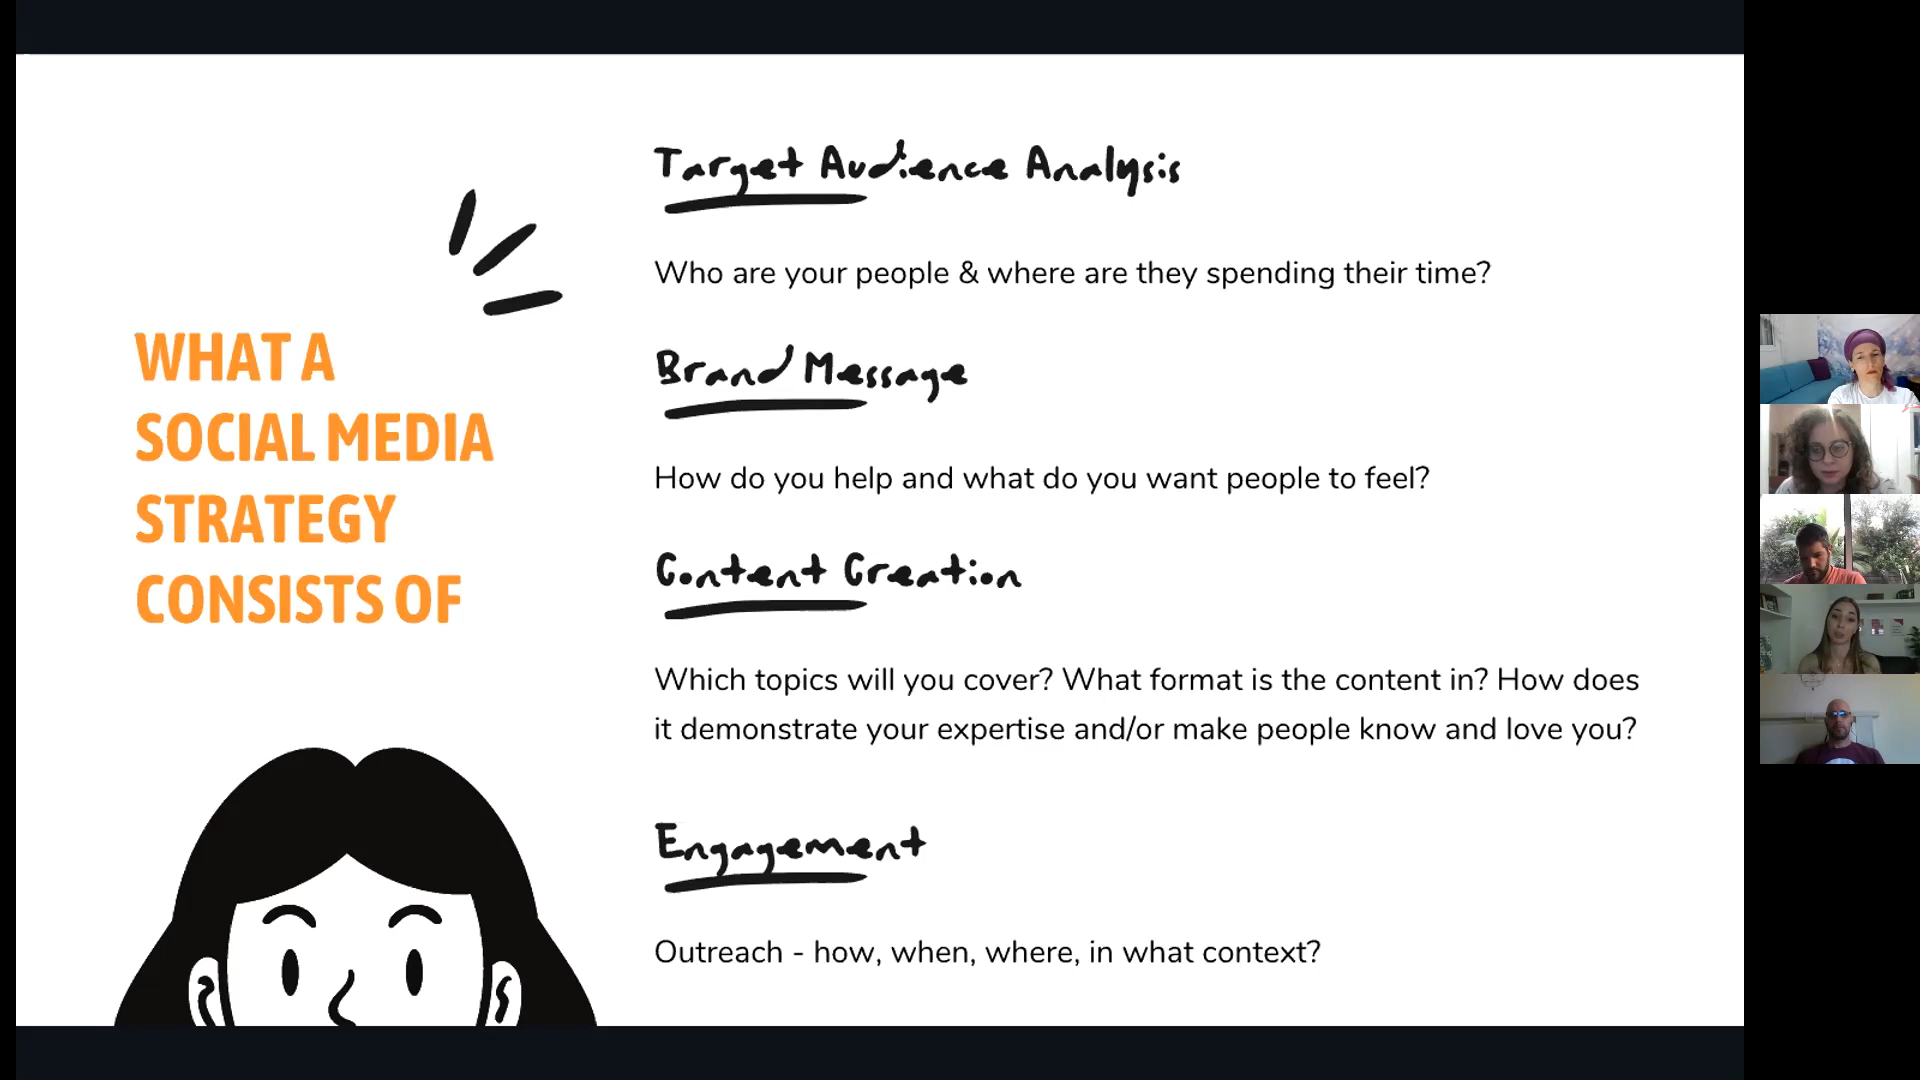 WHAT A
SOCIAL MEDIA
STRATEGY
CONSISTS OF
Target Audience Analysis
Who are your people & where are they spending their time?
Brand Message
How do you help and what do you want people to feel?
Content Creation
Which topics will you cover? What format is the content in? How does
it demonstrate your expertise and/or make people know and love you?
Engagement
Outreach - how, when, where, in what context?